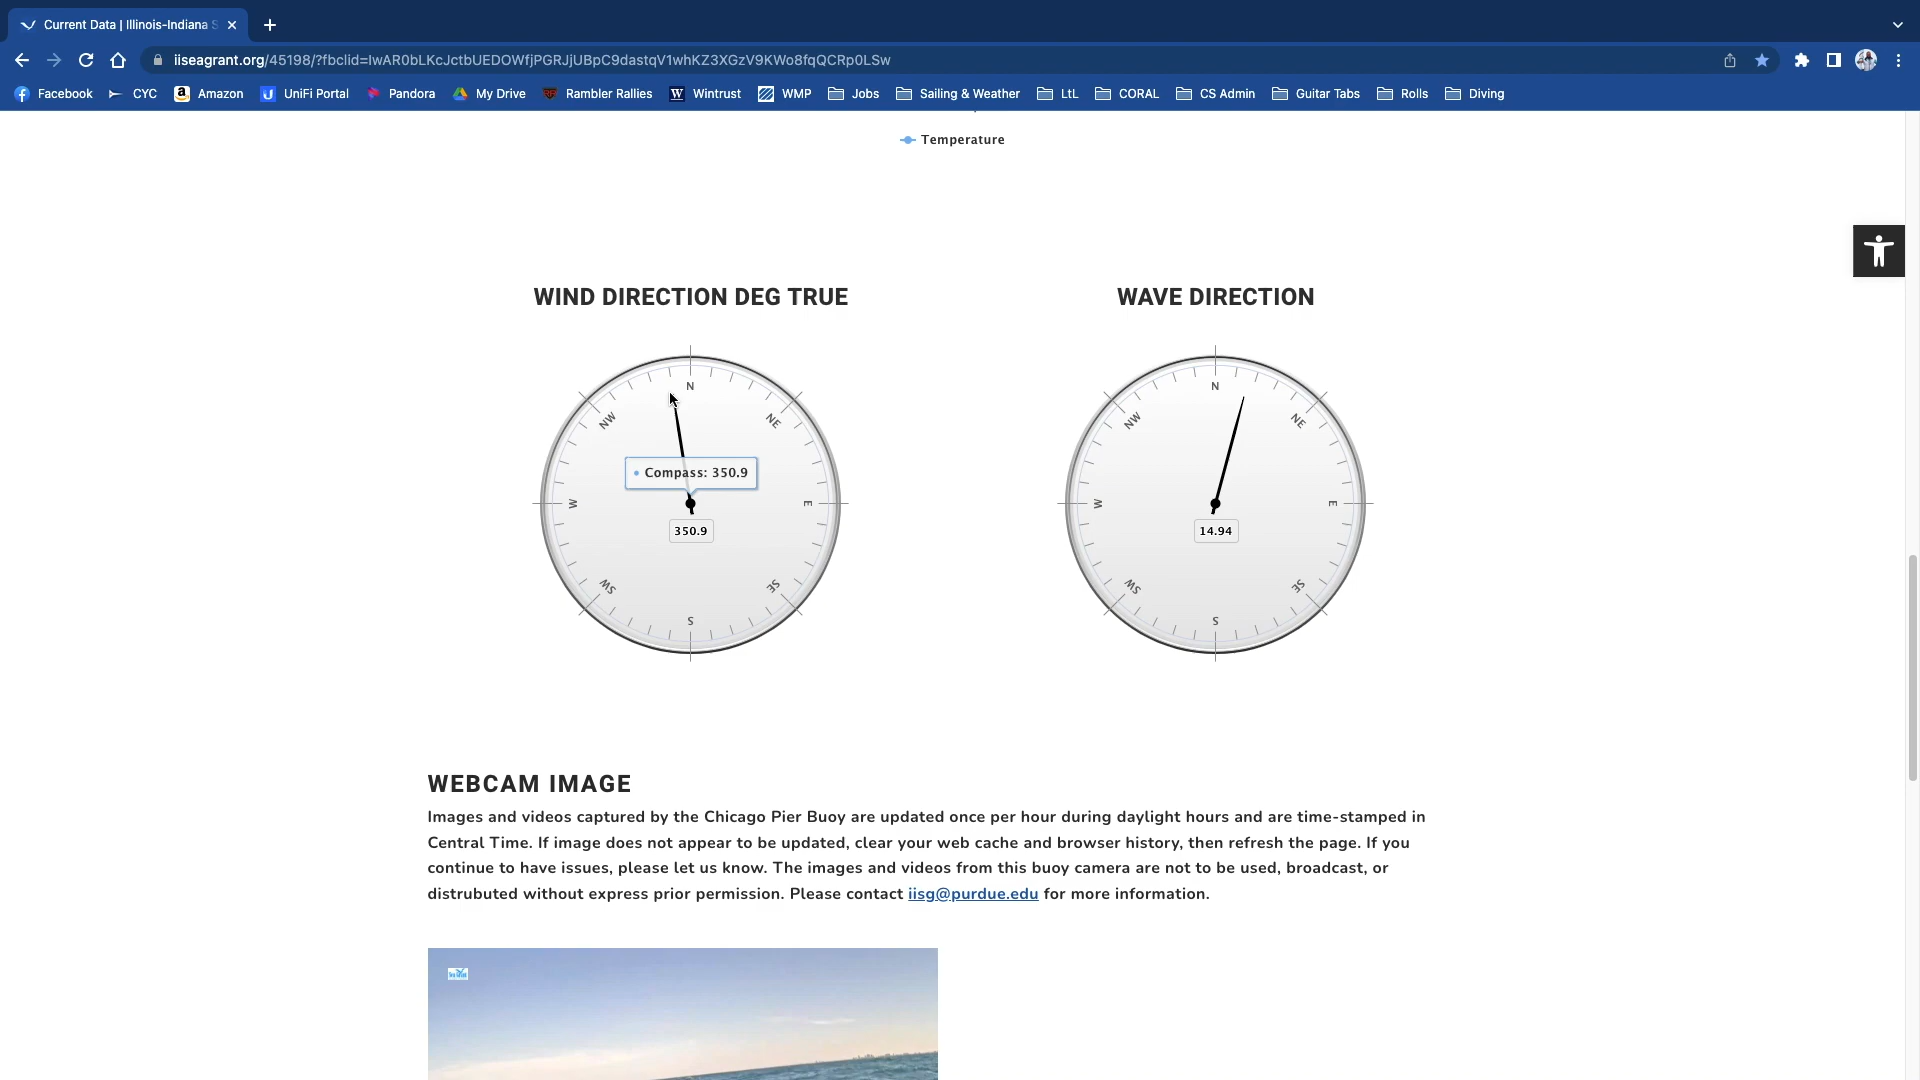 Current Data | Illinois-Indiana S
iiseagrant.org/45198/?fbclid=IwAR0bLKcJctbUEDOWfjPGRJjUBpC9dastqV1whKZ3XGzV9KWo8fqQCRp0LSw
Facebook CYC Amazon UniFi Portal Pandora My Drive Rambler Rallies Wintrust WMP Jobs Sailing & Weather LtL CORAL CS Admin Guitar Tabs Rolls Diving
Temperature
WIND DIRECTION DEG TRUE
N
NE
E
SE
S
SW
W
NW
Compass: 350.9
350.9
WAVE DIRECTION
N
NE
E
SE
S
SW
W
NW
14.94
WEBCAM IMAGE
Images and videos captured by the Chicago Pier Buoy are updated once per hour during daylight hours and are time-stamped in
Central Time. If image does not appear to be updated, clear your web cache and browser history, then refresh the page. If you
continue to have issues, please let us know. The images and videos from this buoy camera are not to be used, broadcast, or
distrubuted without express prior permission. Please contact iisg@purdue.edu for more information.